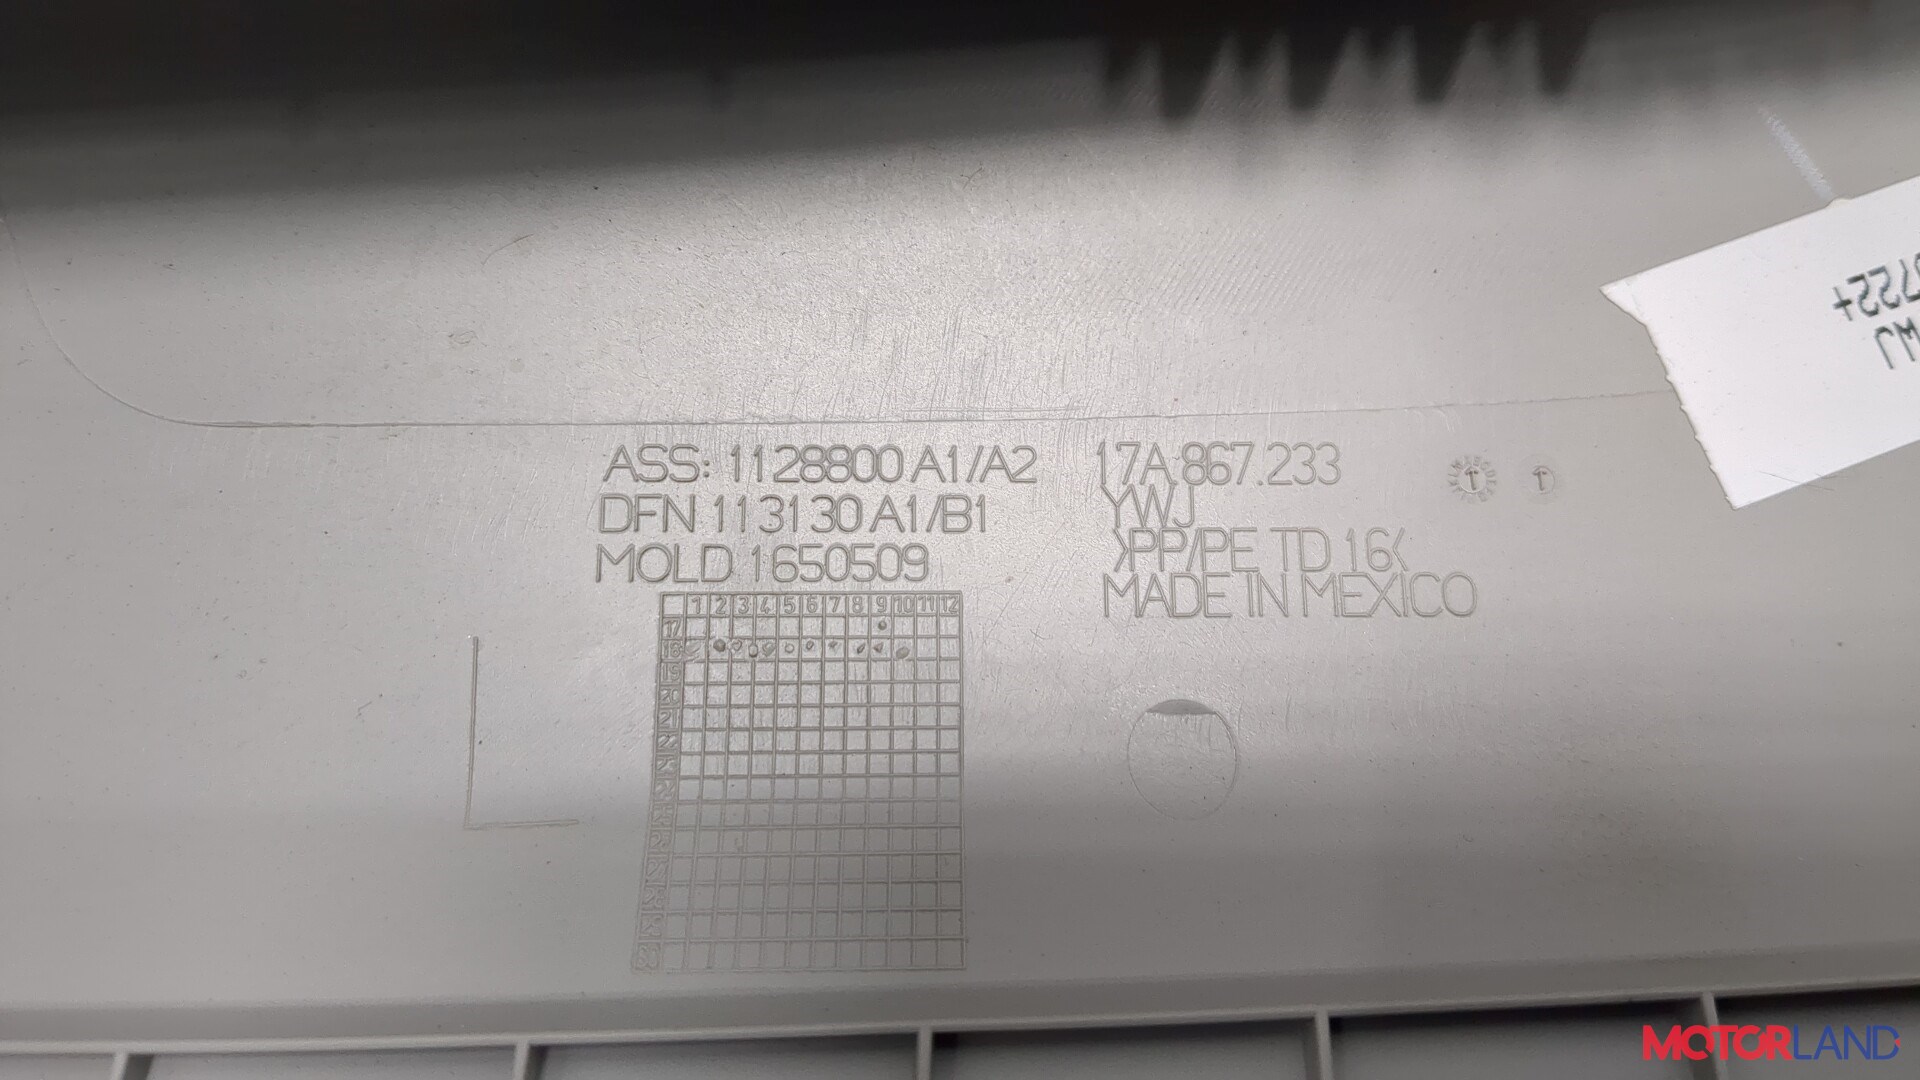 ASS: 1128800 A1/A2
DFN 113130 A1/B1
MOLD 1650509
17A.867.233
YWJ
>PP/PE TD 16<
MADE IN MEXICO
1 2 3 4 5 6 7 8 9 10 11 12
17
18
19
20
21
722+
WJ
MOTORLAND